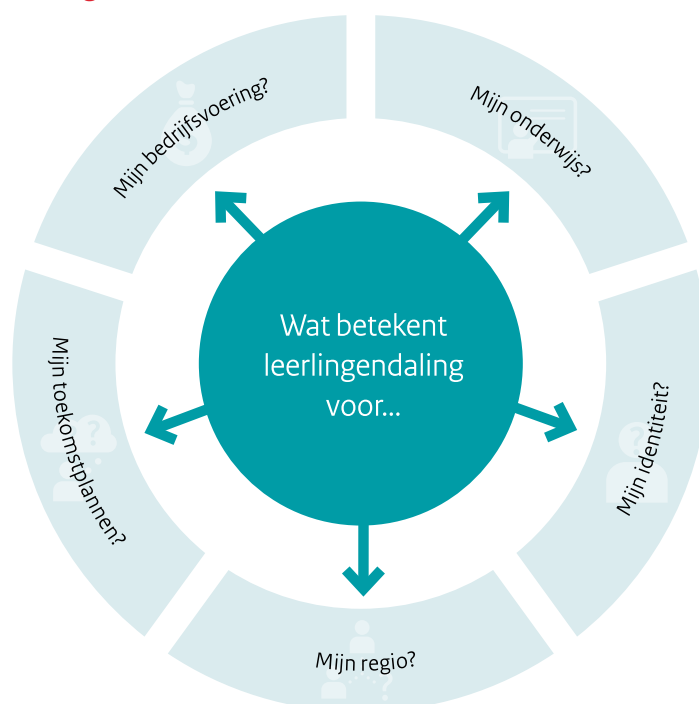 Wat betekent
leerlingendaling
voor...
Mijn bedrijfsvoering?
Mijn onderwijs?
Mijn identiteit?
Mijn regio?
Mijn toekomstplannen?